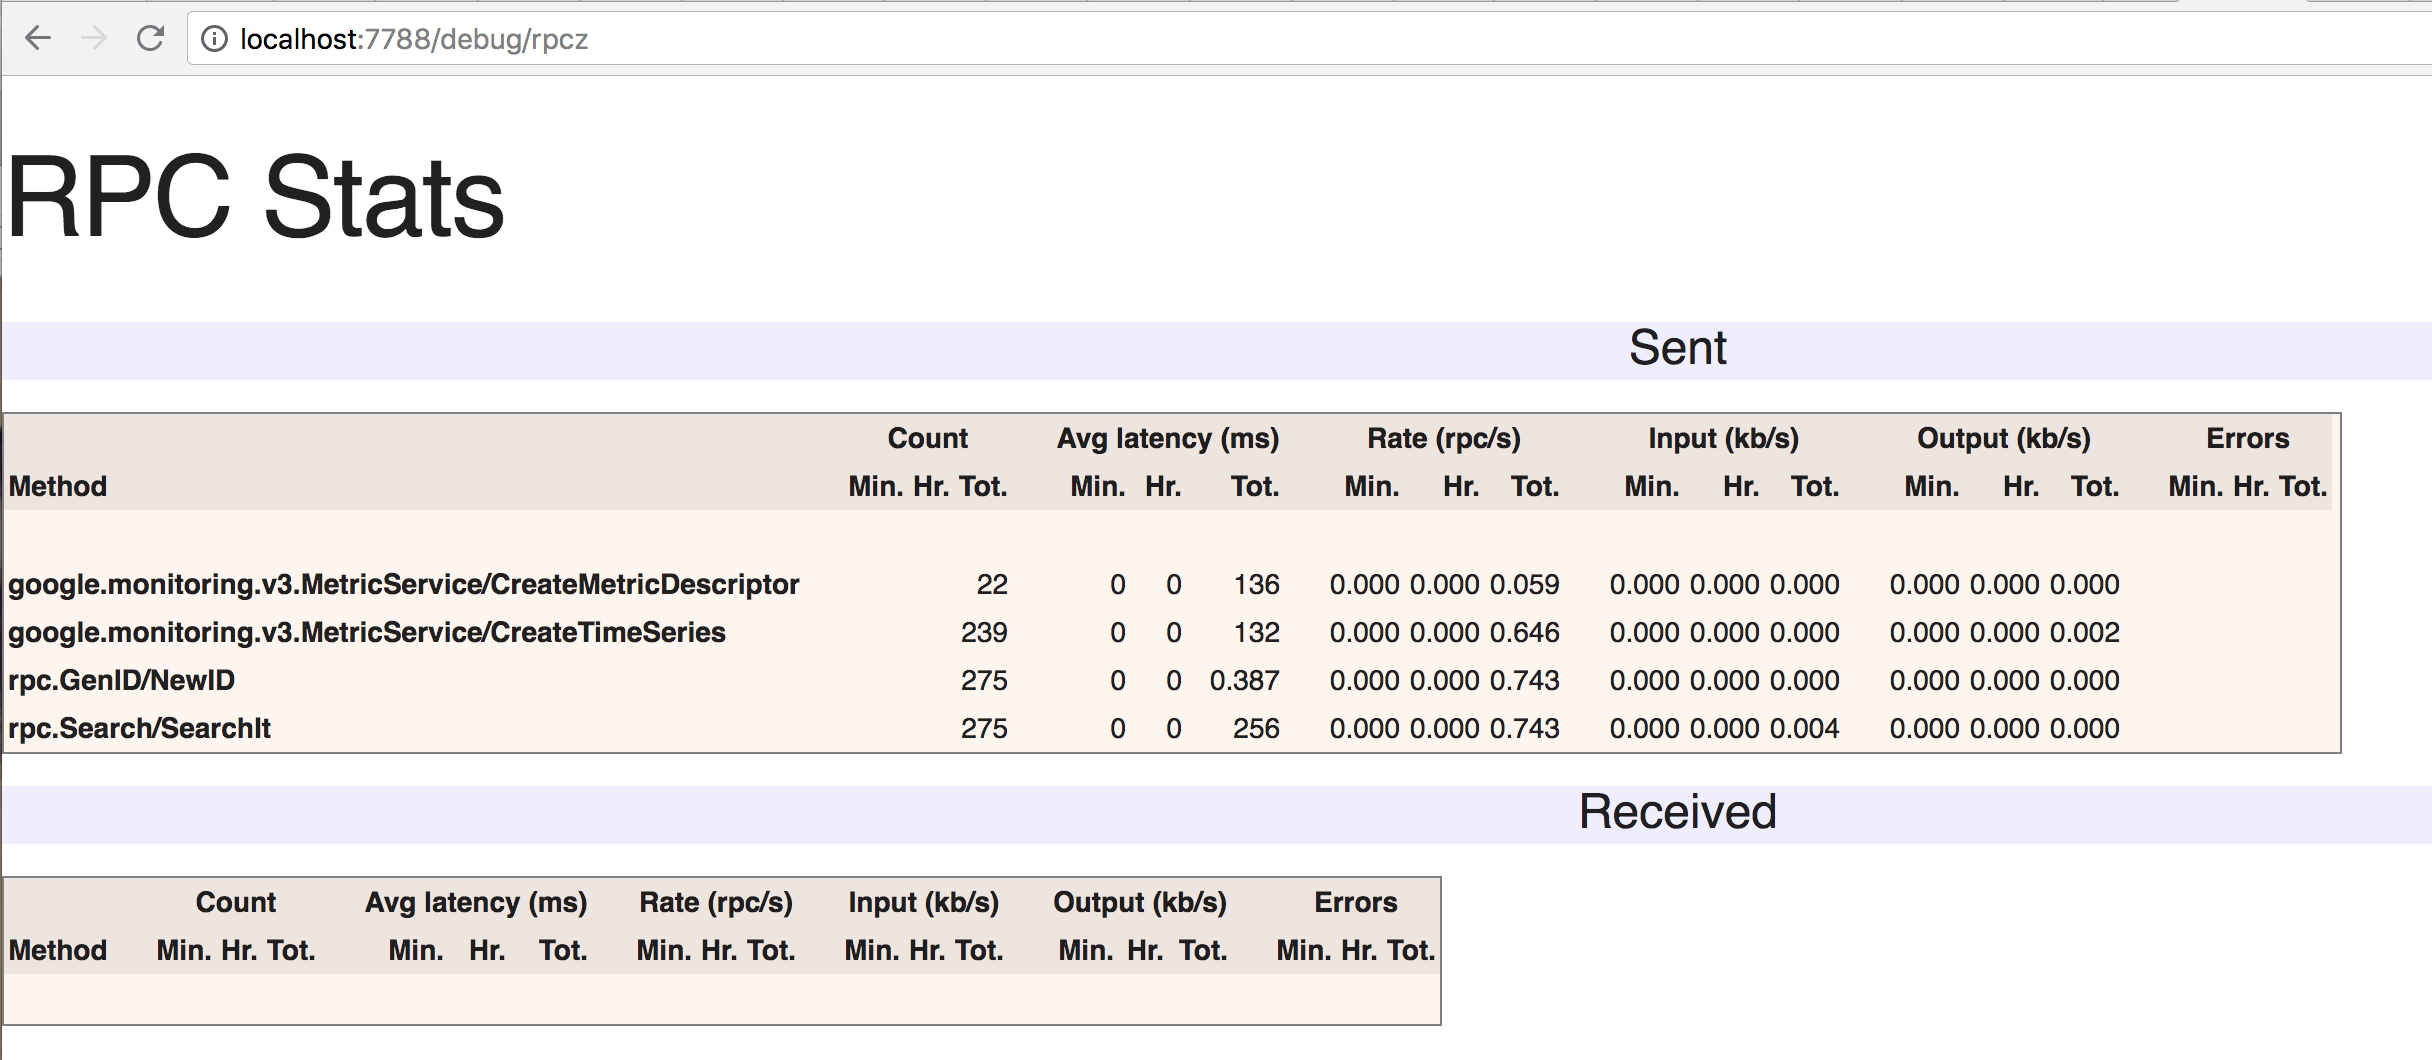 localhost:7788/debug/rpcz
RPC Stats
Sent
Count Avg latency (ms) Rate (rpc/s) Input (kb/s) Output (kb/s) Errors
Method Min. Hr. Tot. Min. Hr. Tot. Min. Hr. Tot. Min. Hr. Tot. Min. Hr. Tot. Min. Hr. Tot.
google.monitoring.v3.MetricService/CreateMetricDescriptor 22 0 0 136 0.000 0.000 0.059 0.000 0.000 0.000 0.000 0.000 0.000
google.monitoring.v3.MetricService/CreateTimeSeries 239 0 0 132 0.000 0.000 0.646 0.000 0.000 0.000 0.000 0.000 0.002
rpc.GenID/NewID 275 0 0 0.387 0.000 0.000 0.743 0.000 0.000 0.000 0.000 0.000 0.000
rpc.Search/SearchIt 275 0 0 256 0.000 0.000 0.743 0.000 0.000 0.004 0.000 0.000 0.000
Received
Count Avg latency (ms) Rate (rpc/s) Input (kb/s) Output (kb/s) Errors
Method Min. Hr. Tot. Min. Hr. Tot. Min. Hr. Tot. Min. Hr. Tot. Min. Hr. Tot. Min. Hr. Tot.